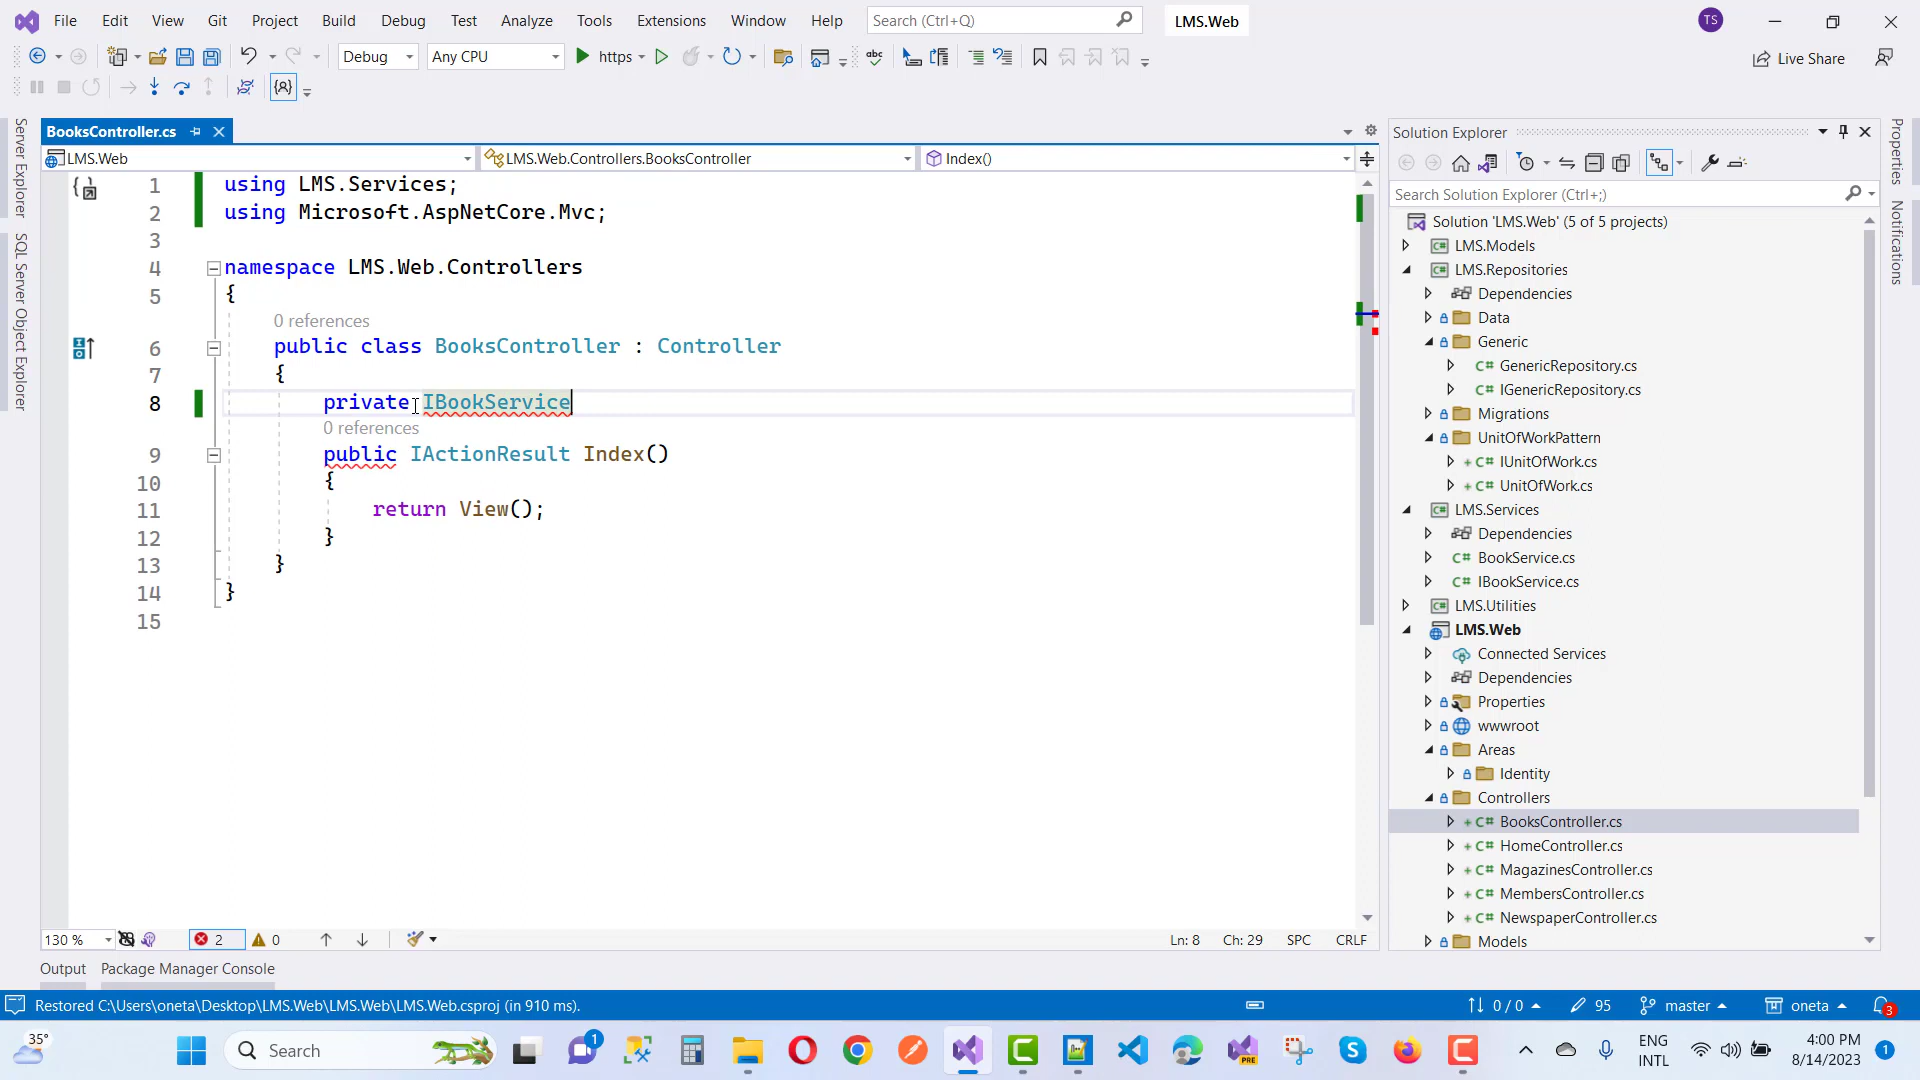 File Edit View Git Project Build Debug Test Analyze Tools Extensions Window Help Search (Ctrl+Q) LMS.Web TS
Debug Any CPU https Live Share
BooksController.cs
LMS.Web LMS.Web.Controllers.BooksController Index()
1 using LMS.Services;
2 using Microsoft.AspNetCore.Mvc;
3
4 namespace LMS.Web.Controllers
5 {
0 references
6 public class BooksController : Controller
7 {
8 private IBookService
0 references
9 public IActionResult Index()
10 {
11 return View();
12 }
13 }
14 }
15
130 % 2 0 Ln: 8 Ch: 29 SPC CRLF
Output Package Manager Console
Server Explorer
SQL Server Object Explorer
Solution Explorer
Search Solution Explorer (Ctrl+;)
Solution 'LMS.Web' (5 of 5 projects)
LMS.Models
LMS.Repositories
Dependencies
Data
Generic
GenericRepository.cs
IGenericRepository.cs
Migrations
UnitOfWorkPattern
IUnitOfWork.cs
UnitOfWork.cs
LMS.Services
Dependencies
BookService.cs
IBookService.cs
LMS.Utilities
LMS.Web
Connected Services
Dependencies
Properties
wwwroot
Areas
Identity
Controllers
BooksController.cs
HomeController.cs
MagazinesController.cs
MembersController.cs
NewspaperController.cs
Models
Properties
Notifications
Restored C:\Users\oneta\Desktop\LMS.Web\LMS.Web\LMS.Web.csproj (in 910 ms). 0 / 0 95 master oneta 3
35° Search 1 PRE ENG
INTL 4:00 PM
8/14/2023 1